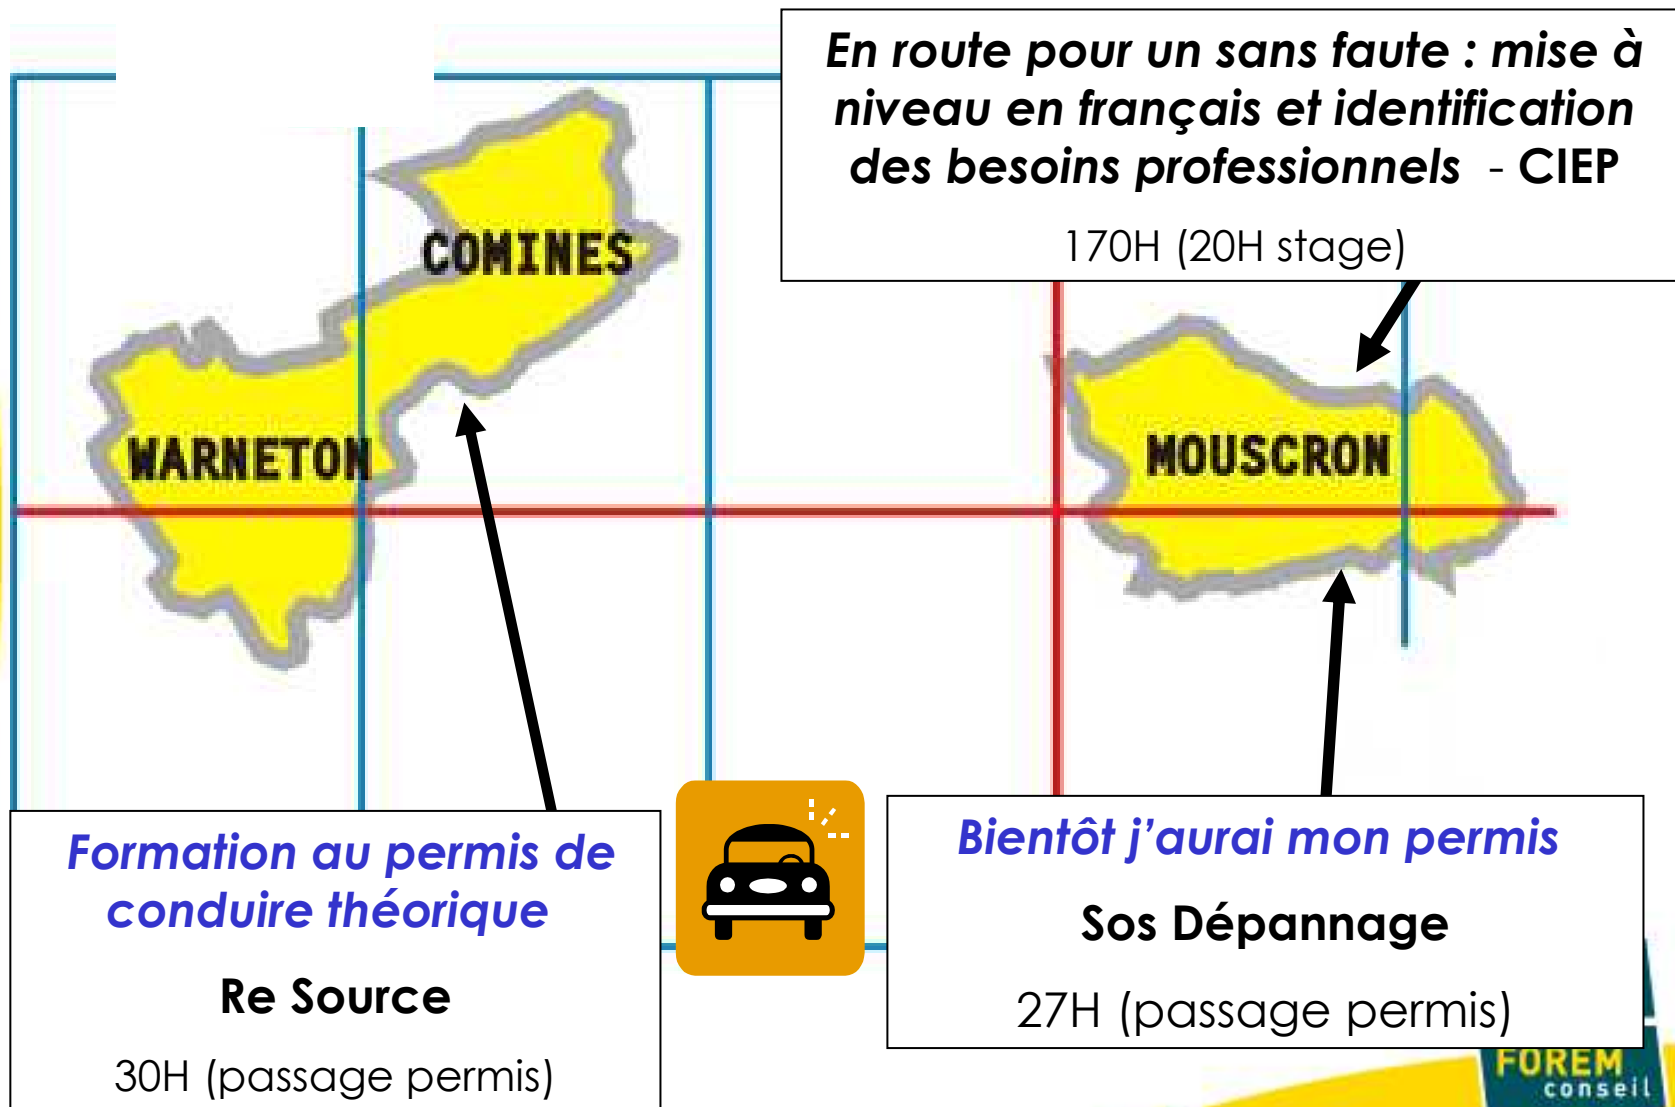 En route pour un sans faute : mise à
niveau en français et identification
des besoins professionnels - CIEP
170H (20H stage)
COMINES
WARNETON
MOUSCRON
Formation au permis de
conduire théorique
Re Source
30H (passage permis)
Bientôt j’aurai mon permis
Sos Dépannage
27H (passage permis)
FOREM
conseil